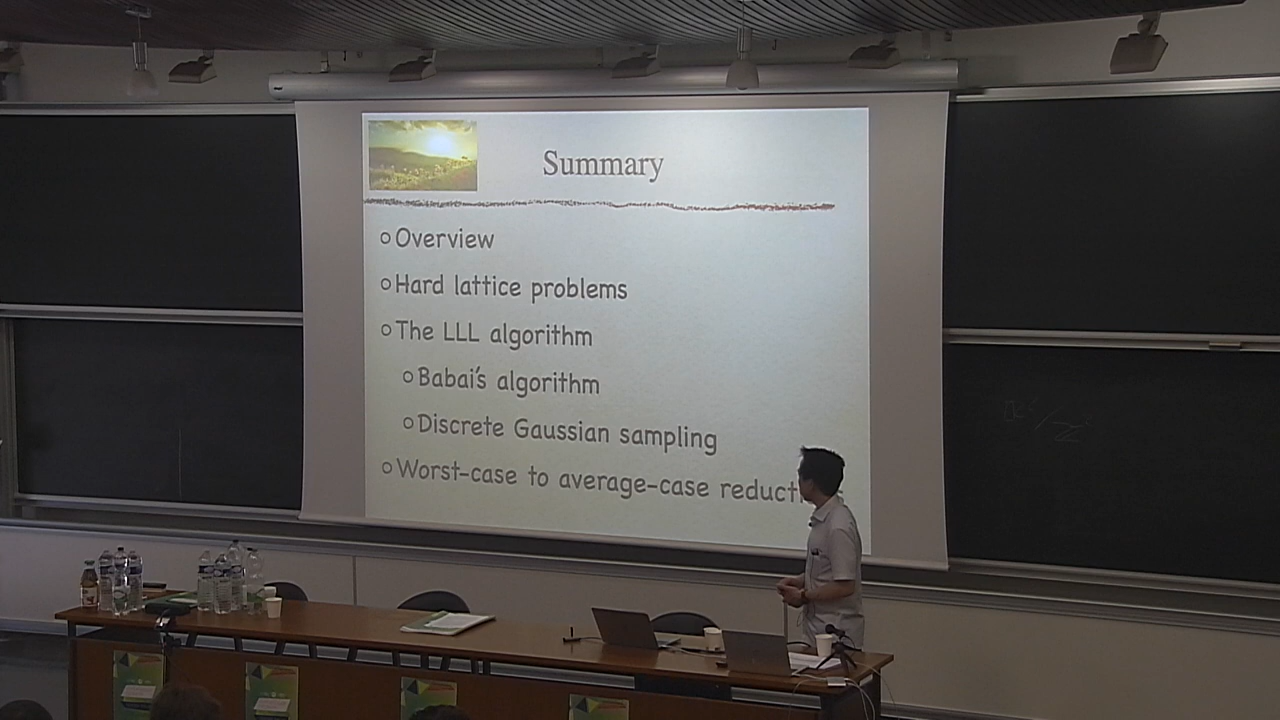 Summary
Overview
Hard lattice problems
The LLL algorithm
Babai's algorithm
Discrete Gaussian sampling
Worst-case to average-case